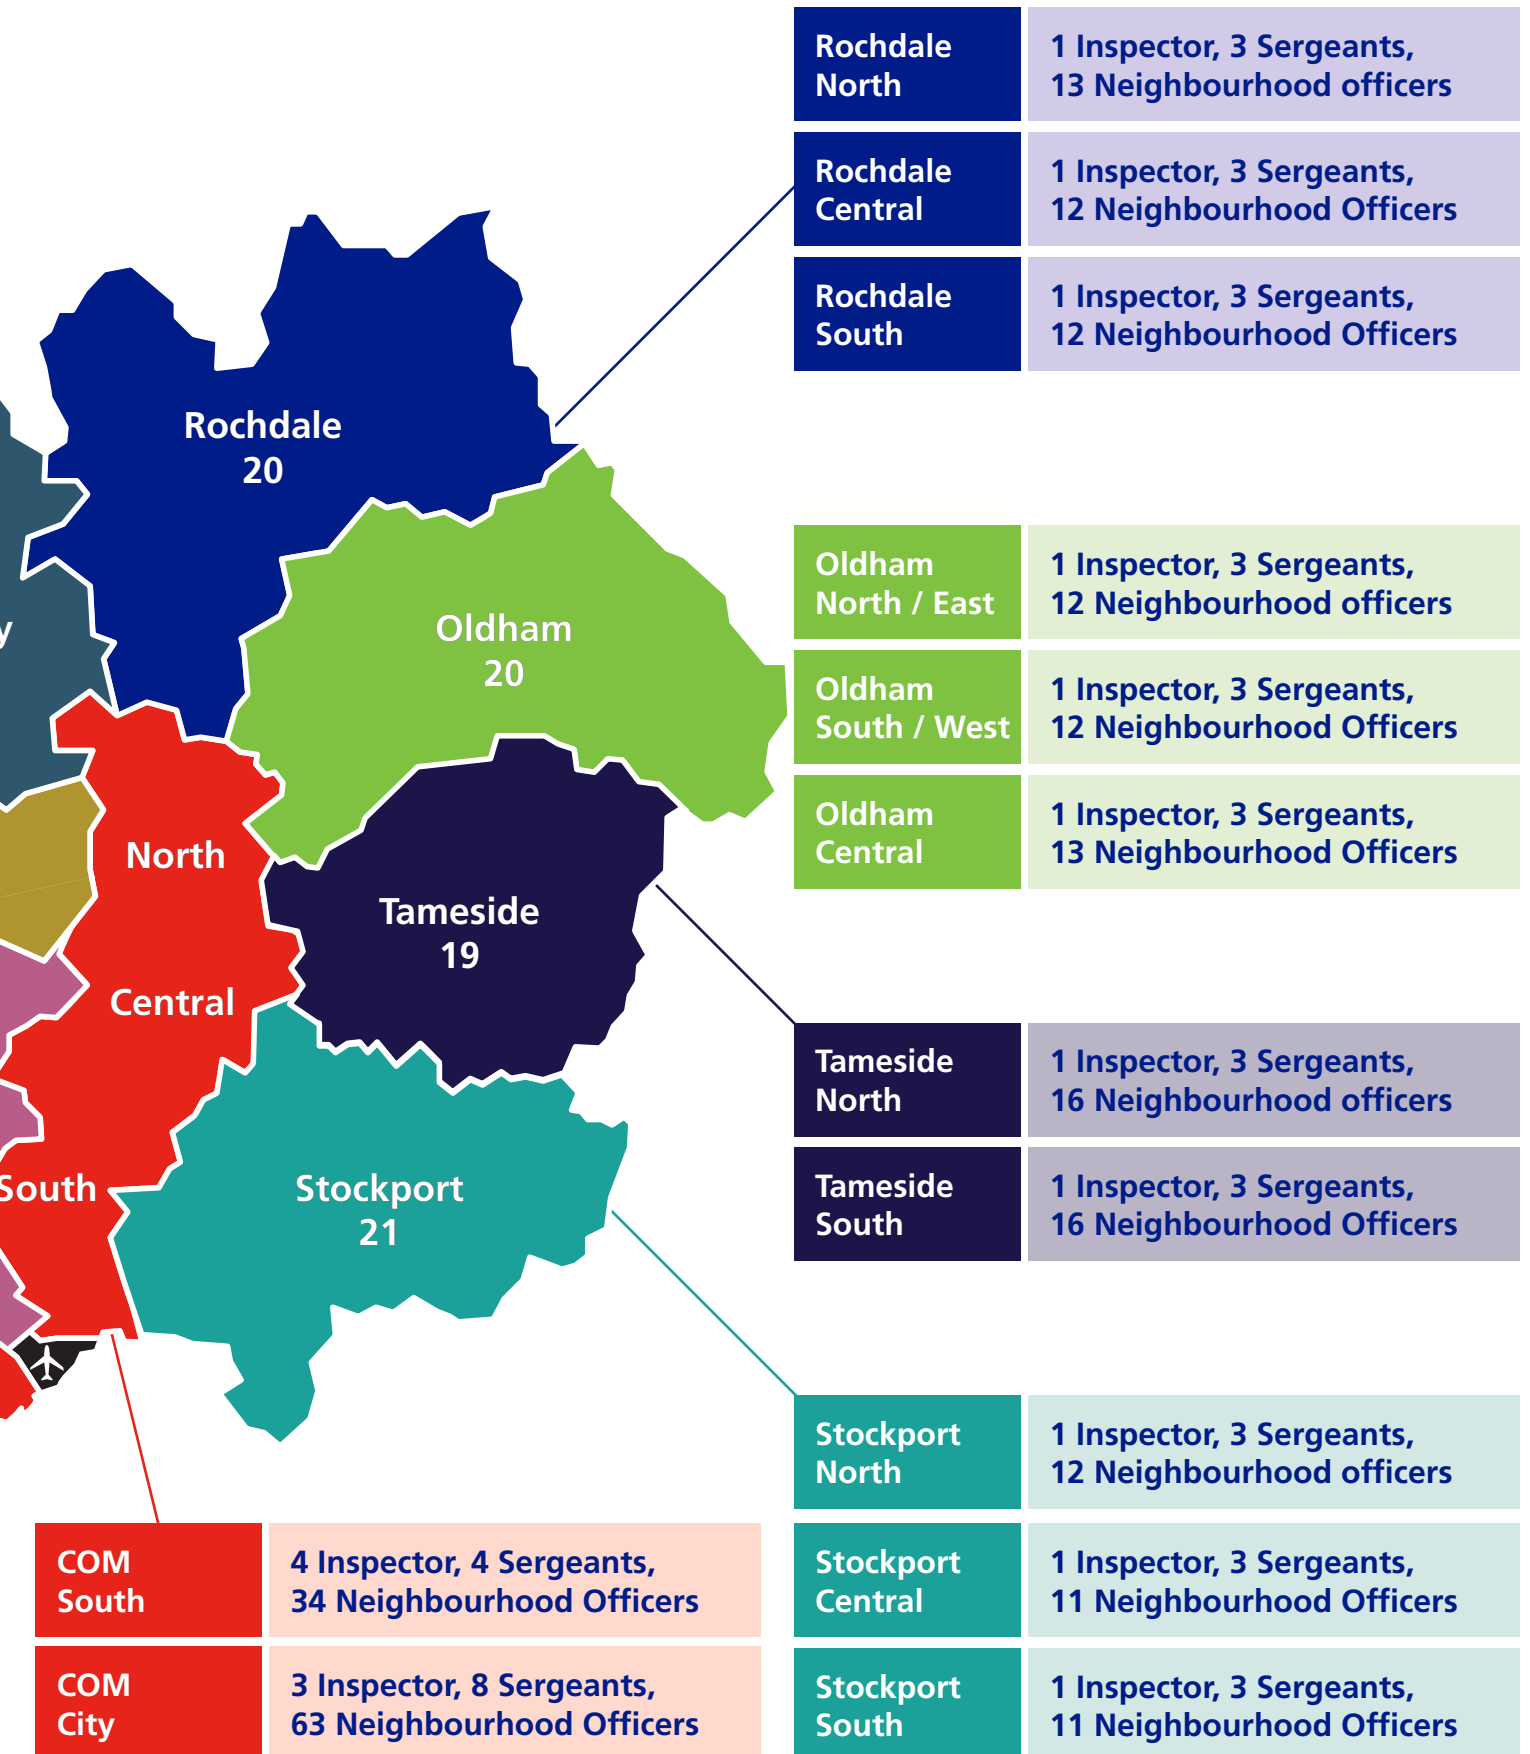 Rochdale
North
1 Inspector, 3 Sergeants,
13 Neighbourhood officers
Rochdale
Central
1 Inspector, 3 Sergeants,
12 Neighbourhood Officers
Rochdale
South
1 Inspector, 3 Sergeants,
12 Neighbourhood Officers
Rochdale
20
Oldham
20
y
Oldham
North / East
1 Inspector, 3 Sergeants,
12 Neighbourhood officers
Oldham
South / West
1 Inspector, 3 Sergeants,
12 Neighbourhood Officers
Oldham
Central
1 Inspector, 3 Sergeants,
13 Neighbourhood Officers
North
Tameside
19
Central
Tameside
North
1 Inspector, 3 Sergeants,
16 Neighbourhood officers
Tameside
South
1 Inspector, 3 Sergeants,
16 Neighbourhood Officers
South
Stockport
21
Stockport
North
1 Inspector, 3 Sergeants,
12 Neighbourhood officers
Stockport
Central
1 Inspector, 3 Sergeants,
11 Neighbourhood Officers
Stockport
South
1 Inspector, 3 Sergeants,
11 Neighbourhood Officers
COM
South
4 Inspector, 4 Sergeants,
34 Neighbourhood Officers
COM
City
3 Inspector, 8 Sergeants,
63 Neighbourhood Officers